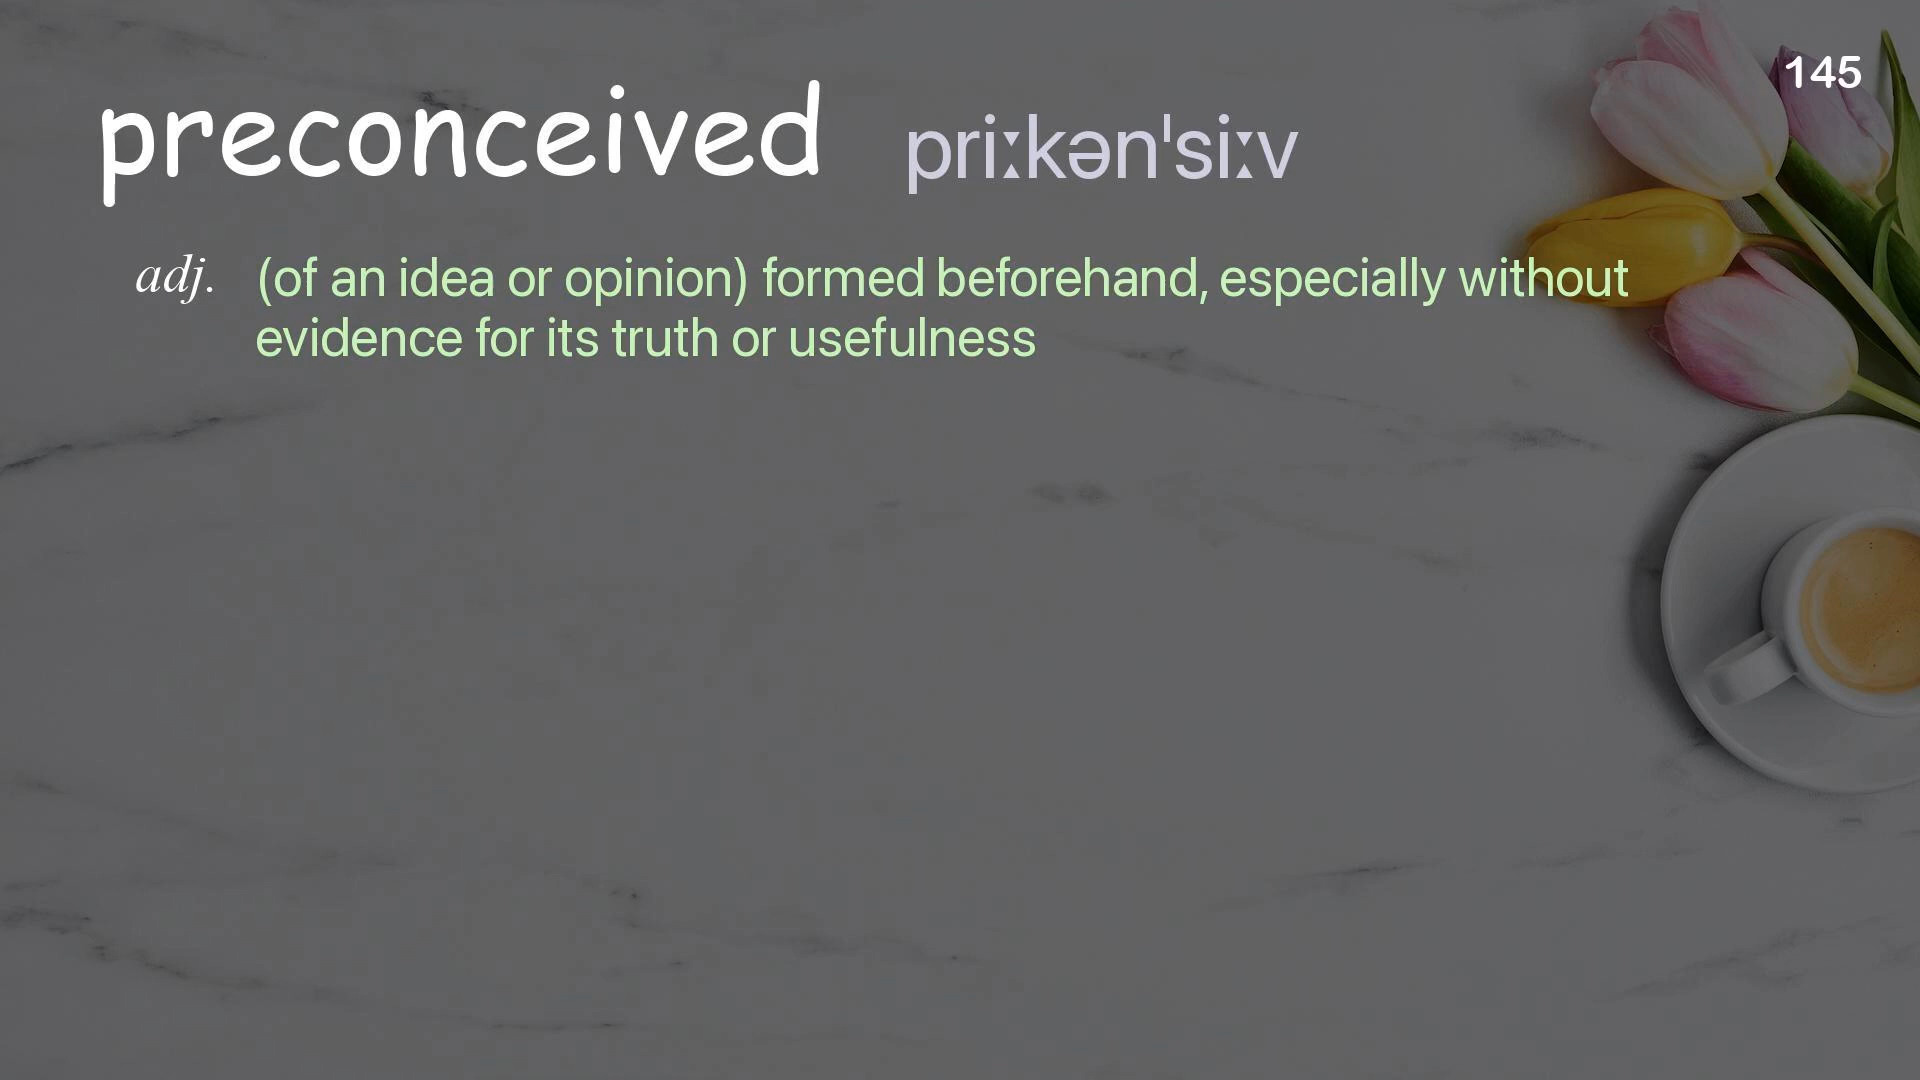 145
preconceived priːkənˈsiːv
adj. (of an idea or opinion) formed beforehand, especially without
evidence for its truth or usefulness